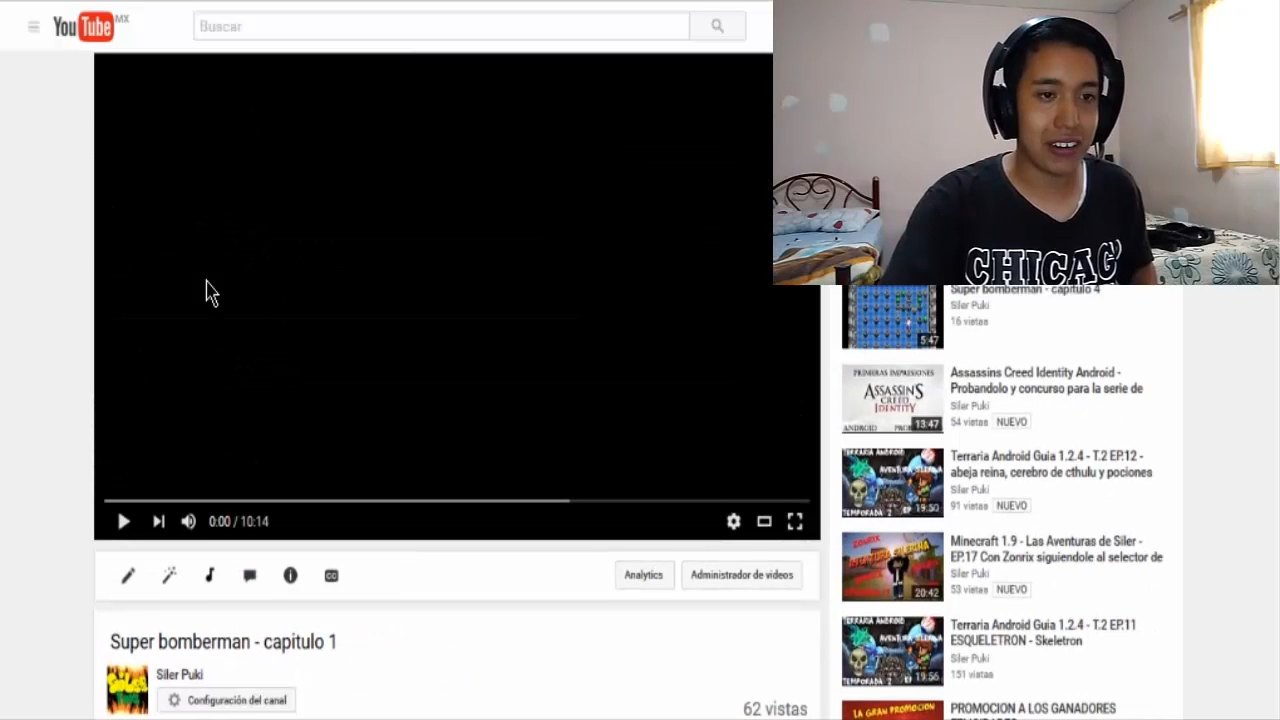 YouTube MX
Buscar
CHICAG
0:00 / 10:14
Analytics
Administrador de videos
Super bomberman - capitulo 1
Siler Puki
Configuración del canal
62 vistas
Super bomberman - capitulo 4
Siler Puki
16 vistas
5:47
PRIMERAS IMPRESIONES
ASSASSINS
CREED
IDENTITY
ANDROID
13:47
Assassins Creed Identity Android -
Probandolo y concurso para la serie de
Siler Puki
54 vistas NUEVO
TERRARIA ANDROID
TEMPORADA 2
19:50
Terraria Android Guia 1.2.4 - T.2 EP.12 -
abeja reina, cerebro de cthulu y pociones
Siler Puki
91 vistas NUEVO
20:42
Minecraft 1.9 - Las Aventuras de Siler -
EP.17 Con Zonrix siguiendole al selector de
Siler Puki
53 vistas NUEVO
TERRARIA ANDROID
TEMPORADA 2
19:56
Terraria Android Guia 1.2.4 - T.2 EP.11
ESQUELETRON - Skeletron
Siler Puki
151 vistas
LA GRAN PROMOCION
PROMOCION A LOS GANADORES